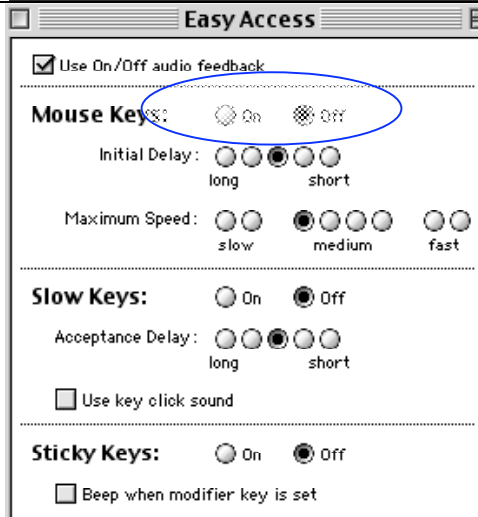 Easy Access
Use On/Off audio feedback
Mouse Keys: On Off
Initial Delay:
long short
Maximum Speed:
slow medium fast
Slow Keys: On Off
Acceptance Delay:
long short
Use key click sound
Sticky Keys: On Off
Beep when modifier key is set